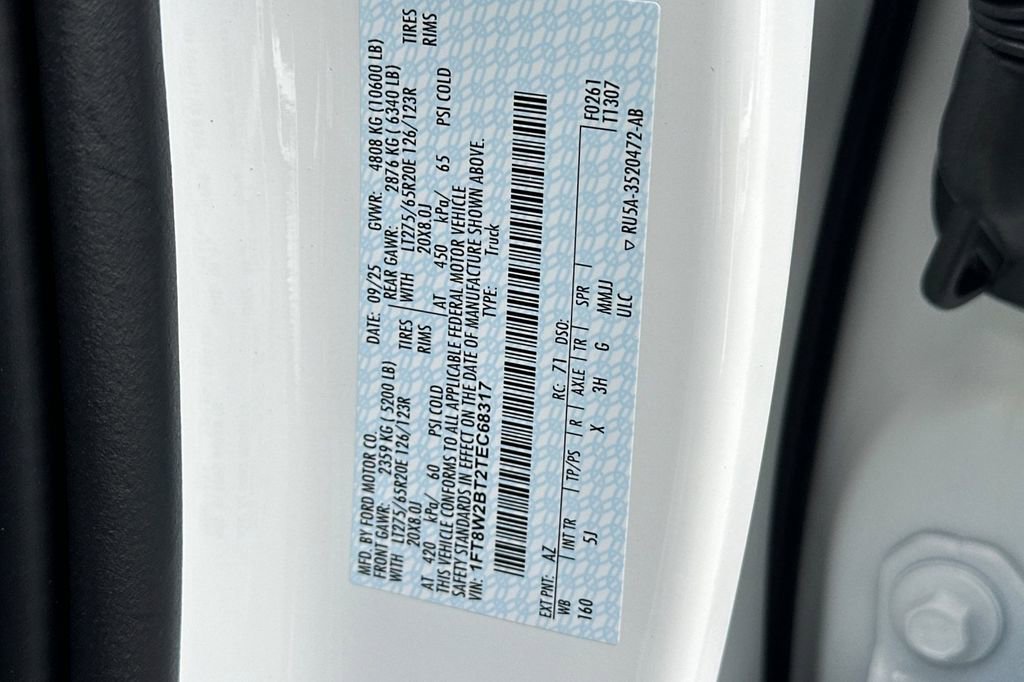 MFD. BY FORD MOTOR CO.
DATE: 09/25 GVWR: 4808 KG (10600 LB)
FRONT GAWR: 2359 KG ( 5200 LB) REAR GAWR: 2876 KG ( 6340 LB)
WITH LT275/65R20E 126/123R TIRES WITH LT275/65R20E 126/123R TIRES
20X8.0J RIMS 20X8.0J RIMS
AT 420 kPa/ 60 PSI COLD AT 450 kPa/ 65 PSI COLD
THIS VEHICLE CONFORMS TO ALL APPLICABLE FEDERAL MOTOR VEHICLE
SAFETY STANDARDS IN EFFECT ON THE DATE OF MANUFACTURE SHOWN ABOVE.
VIN: 1FT8W2BT2TEC68317 TYPE: Truck
F0261
T1307
EXT PNT: AZ RC: 71 DSO:
WB INT TR TP/PS R AXLE TR SPR
160 5J X 3H G MMJJ
ULC
▽ RU5A-3520472-AB